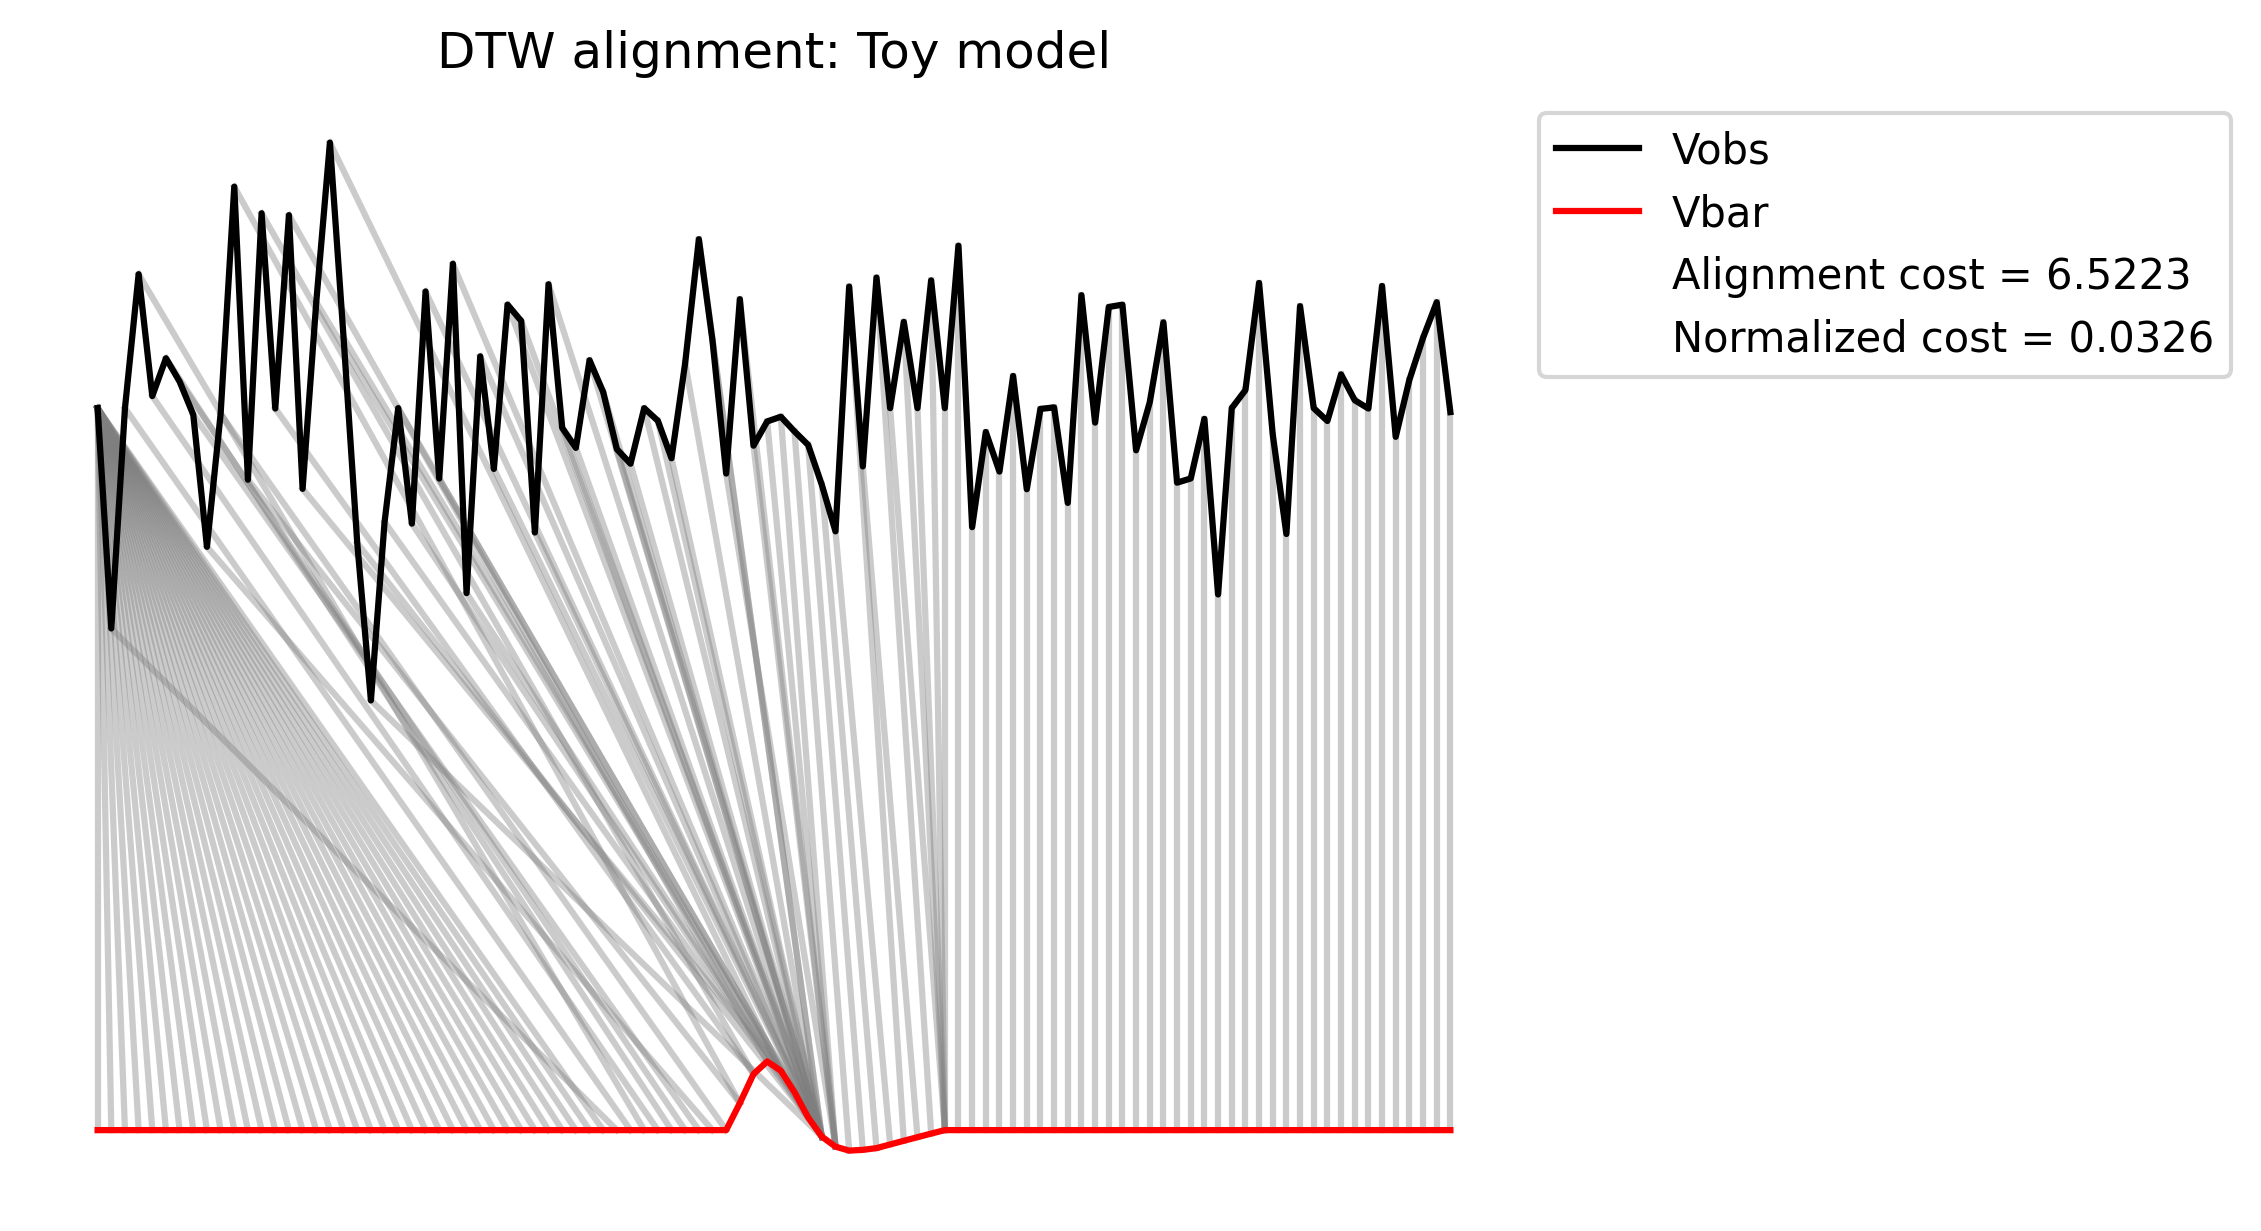 DTW alignment: Toy model
Vobs
Vbar
Alignment cost = 6.5223
Normalized cost = 0.0326